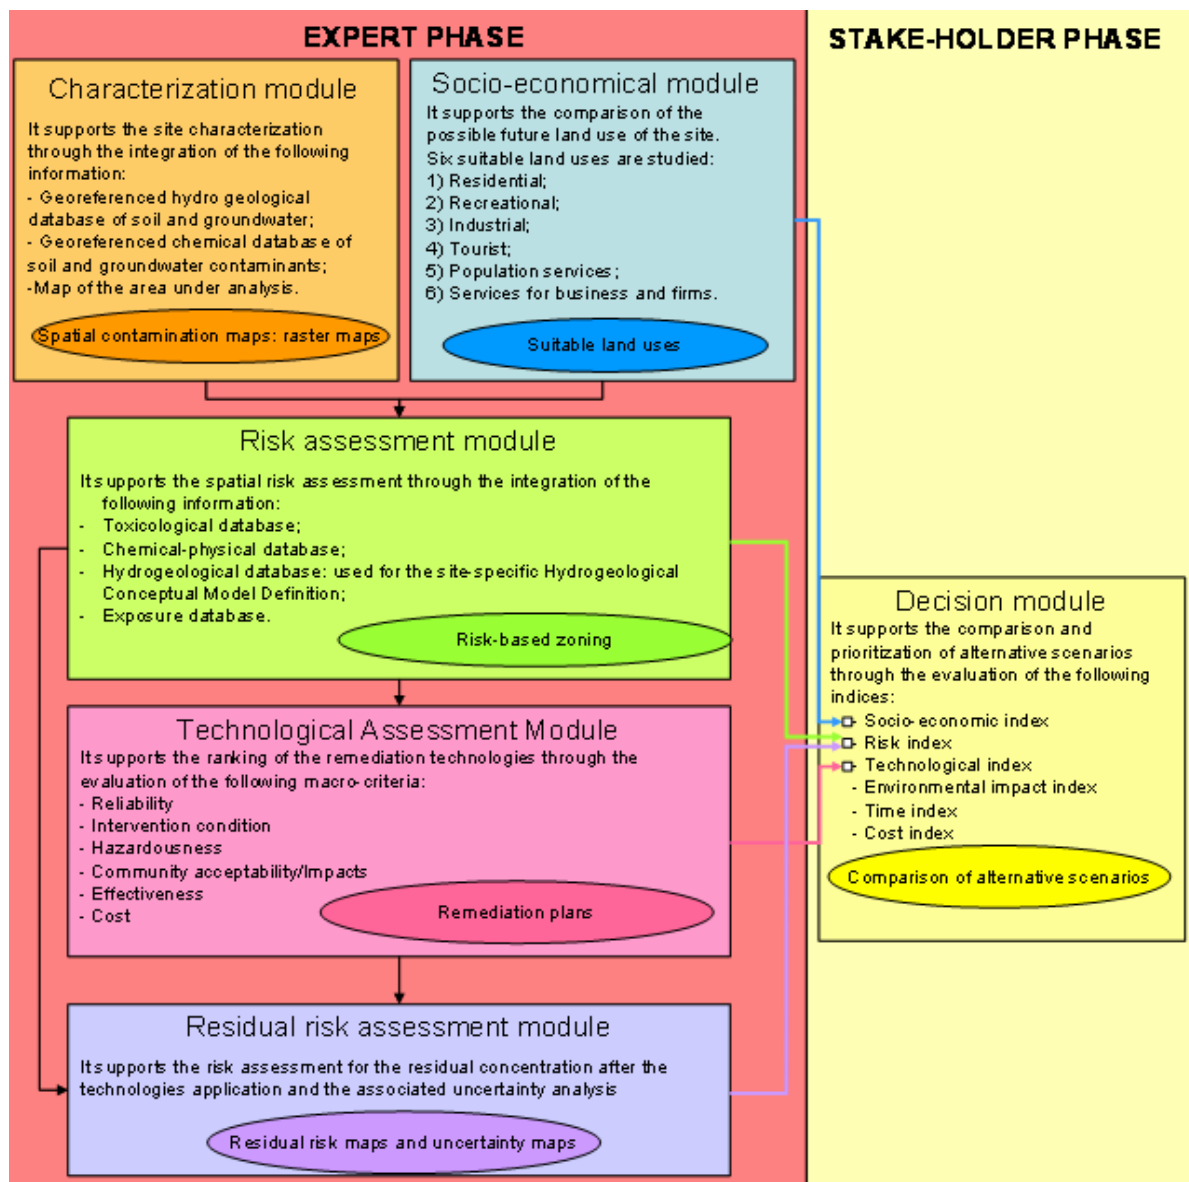 EXPERT PHASE
STAKE-HOLDER PHASE
Characterization module
It supports the site characterization
through the integration of the following
information:
- Georeferenced hydro geological
database of soil and groundwater;
- Georeferenced chemical database of
soil and groundwater contaminants;
-Map of the area under analysis.
Spatial contamination maps: raster maps
Socio-economical module
It supports the comparison of the
possible future land use of the site.
Six suitable land uses are studied:
1) Residential;
2) Recreational;
3) Industrial;
4) Tourist;
5) Population services;
6) Services for business and firms.
Suitable land uses
Risk assessment module
It supports the spatial risk assessment through the integration of the
following information:
- Toxicological database;
- Chemical-physical database;
- Hydrogeological database: used for the site-specific Hydrogeological
Conceptual Model Definition;
- Exposure database.
Risk-based zoning
Technological Assessment Module
It supports the ranking of the remediation technologies through the
evaluation of the following macro-criteria:
- Reliability
- Intervention condition
- Hazardousness
- Community acceptability/Impacts
- Effectiveness
- Cost
Remediation plans
Residual risk assessment module
It supports the risk assessment for the residual concentration after the
technologies application and the associated uncertainty analysis
Residual risk maps and uncertainty maps
Decision module
It supports the comparison and
prioritization of alternative scenarios
through the evaluation of the following
indices:
- Socio-economic index
- Risk index
- Technological index
- Environmental impact index
- Time index
- Cost index
Comparison of alternative scenarios